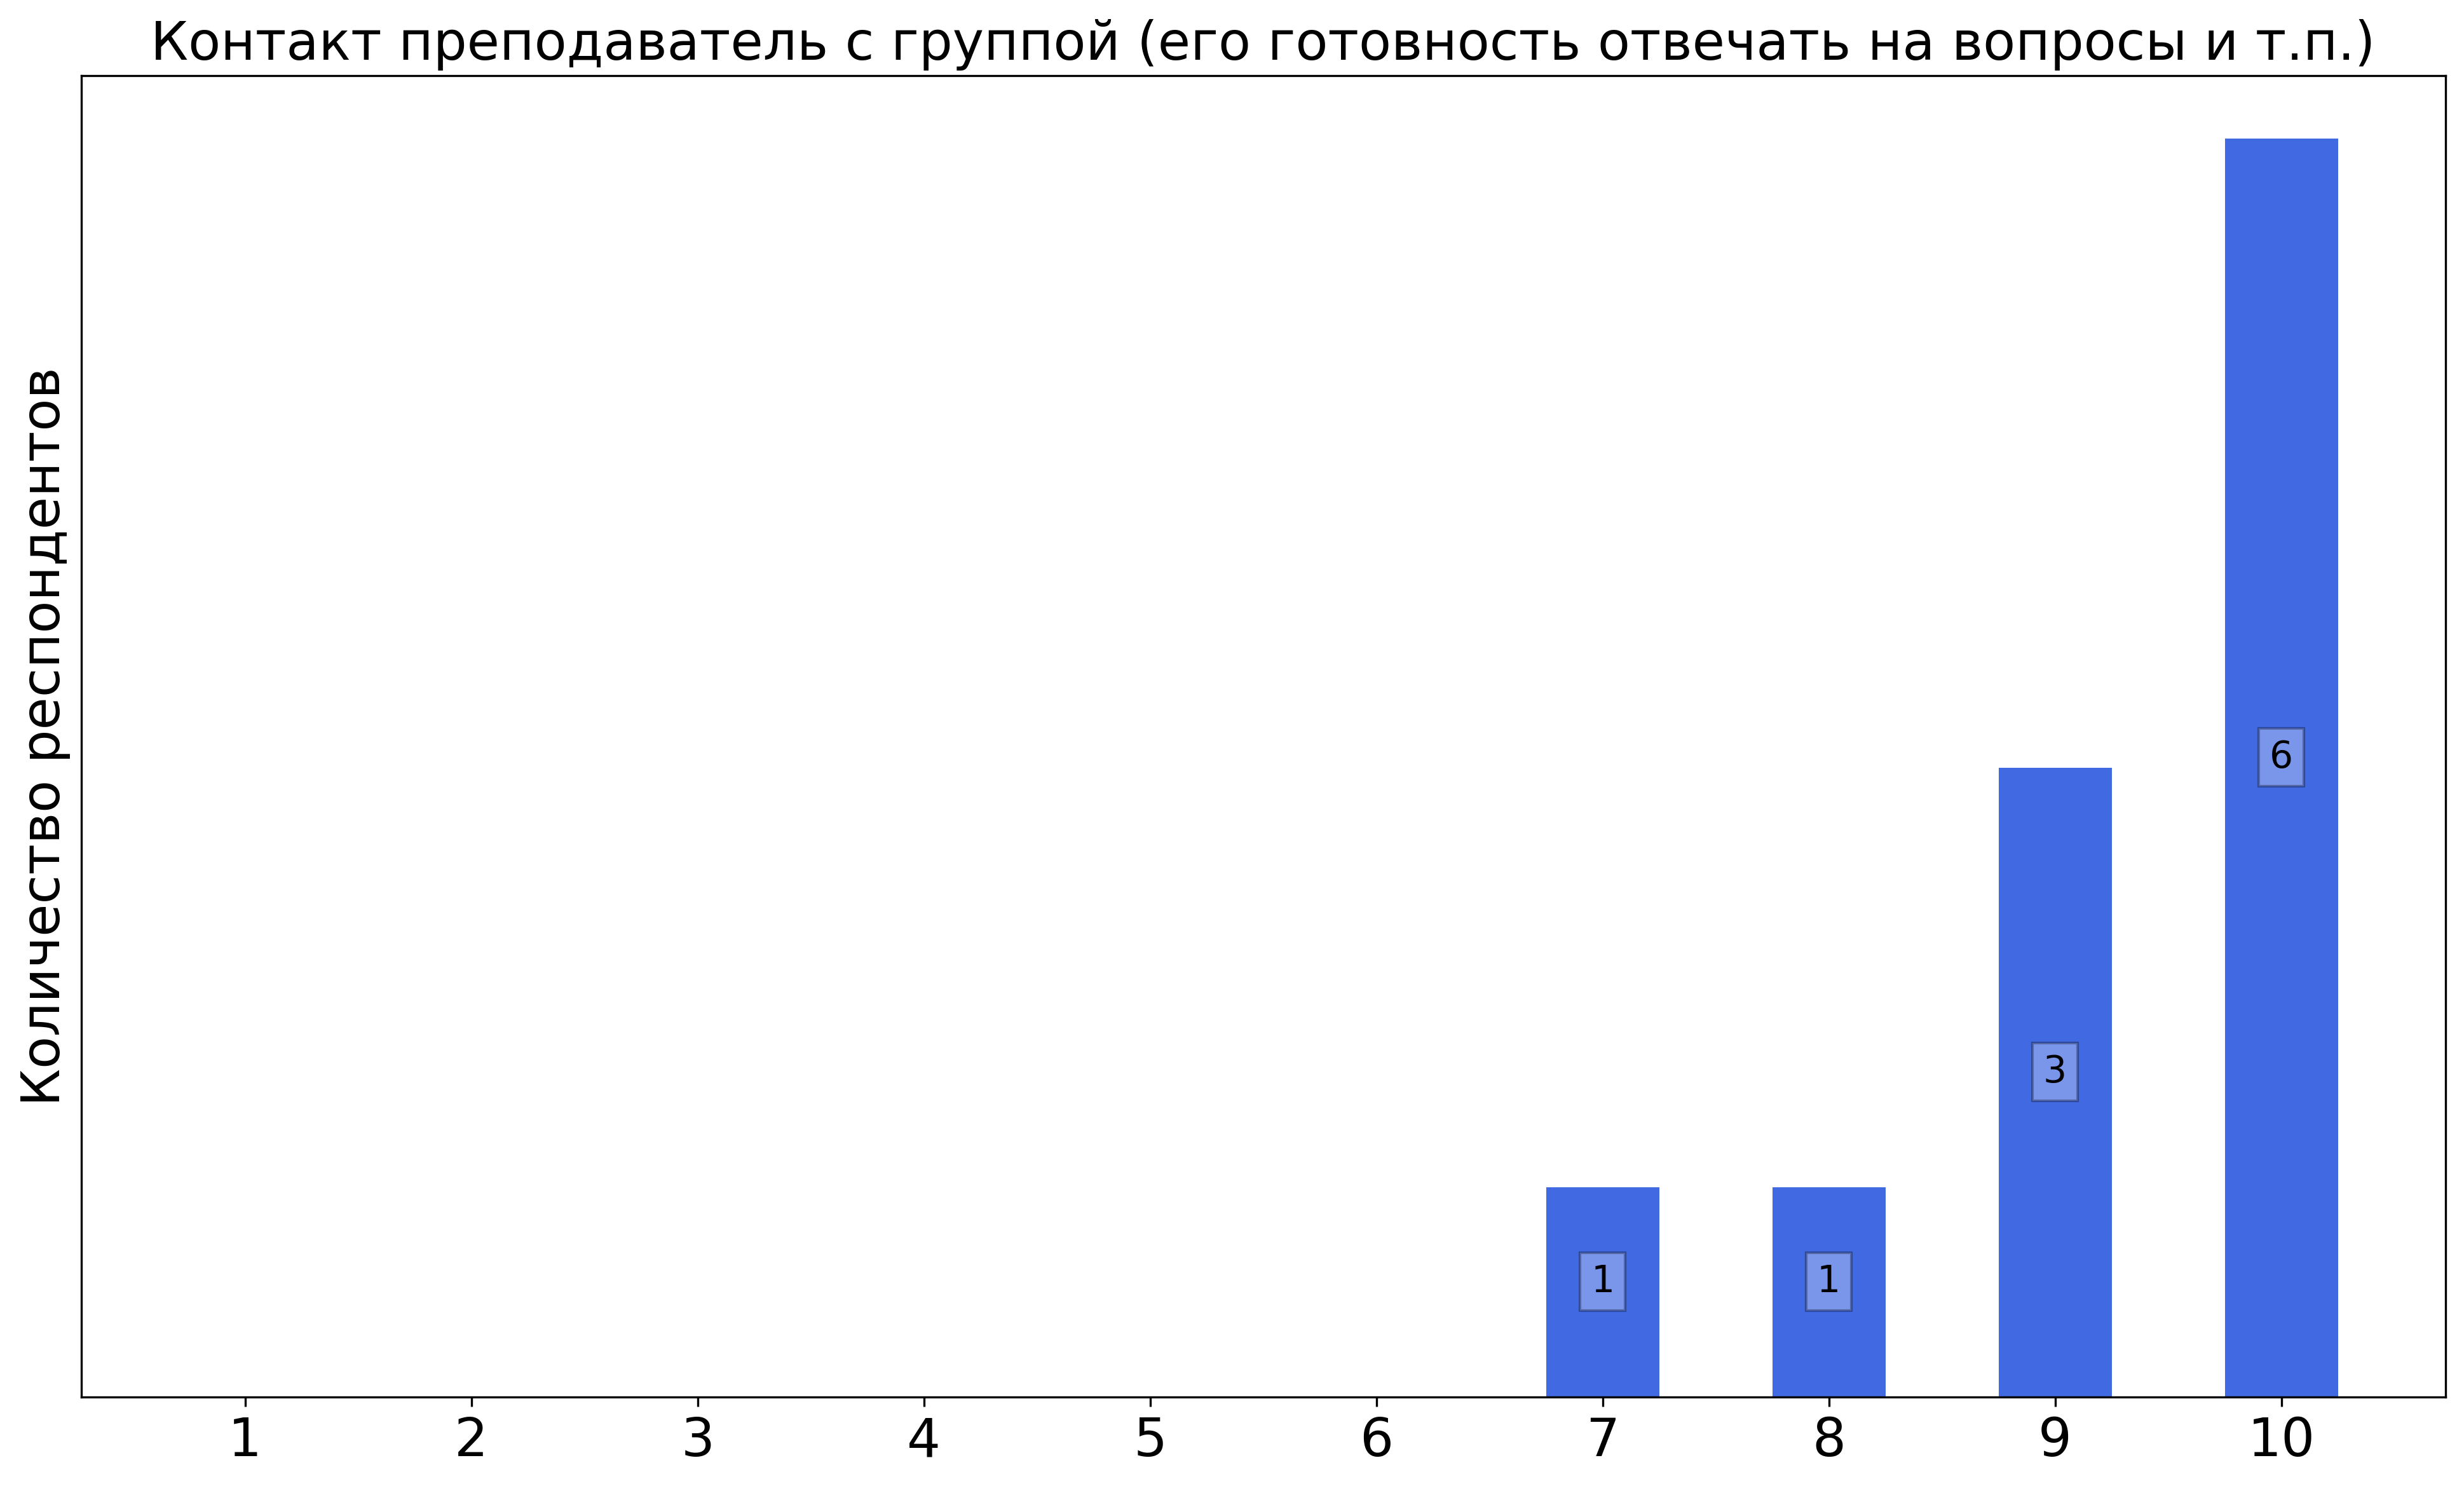 Контакт преподаватель с группой (его готовность отвечать на вопросы и т.п.)
Количество респондентов
6
3
1
1
1 2 3 4 5 6 7 8 9 10